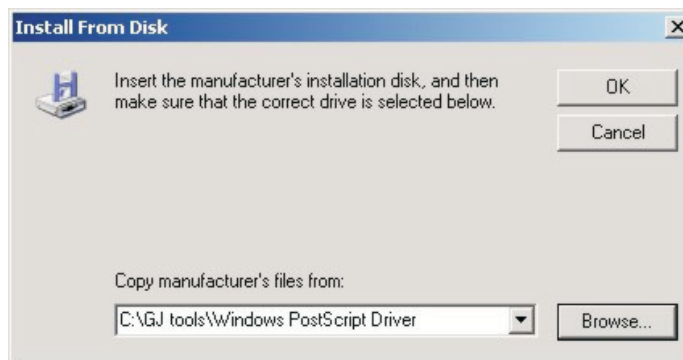 Install From Disk
Insert the manufacturer's installation disk, and then
make sure that the correct drive is selected below.
OK
Cancel
Copy manufacturer's files from:
C:\GJ tools\Windows PostScript Driver
Browse...